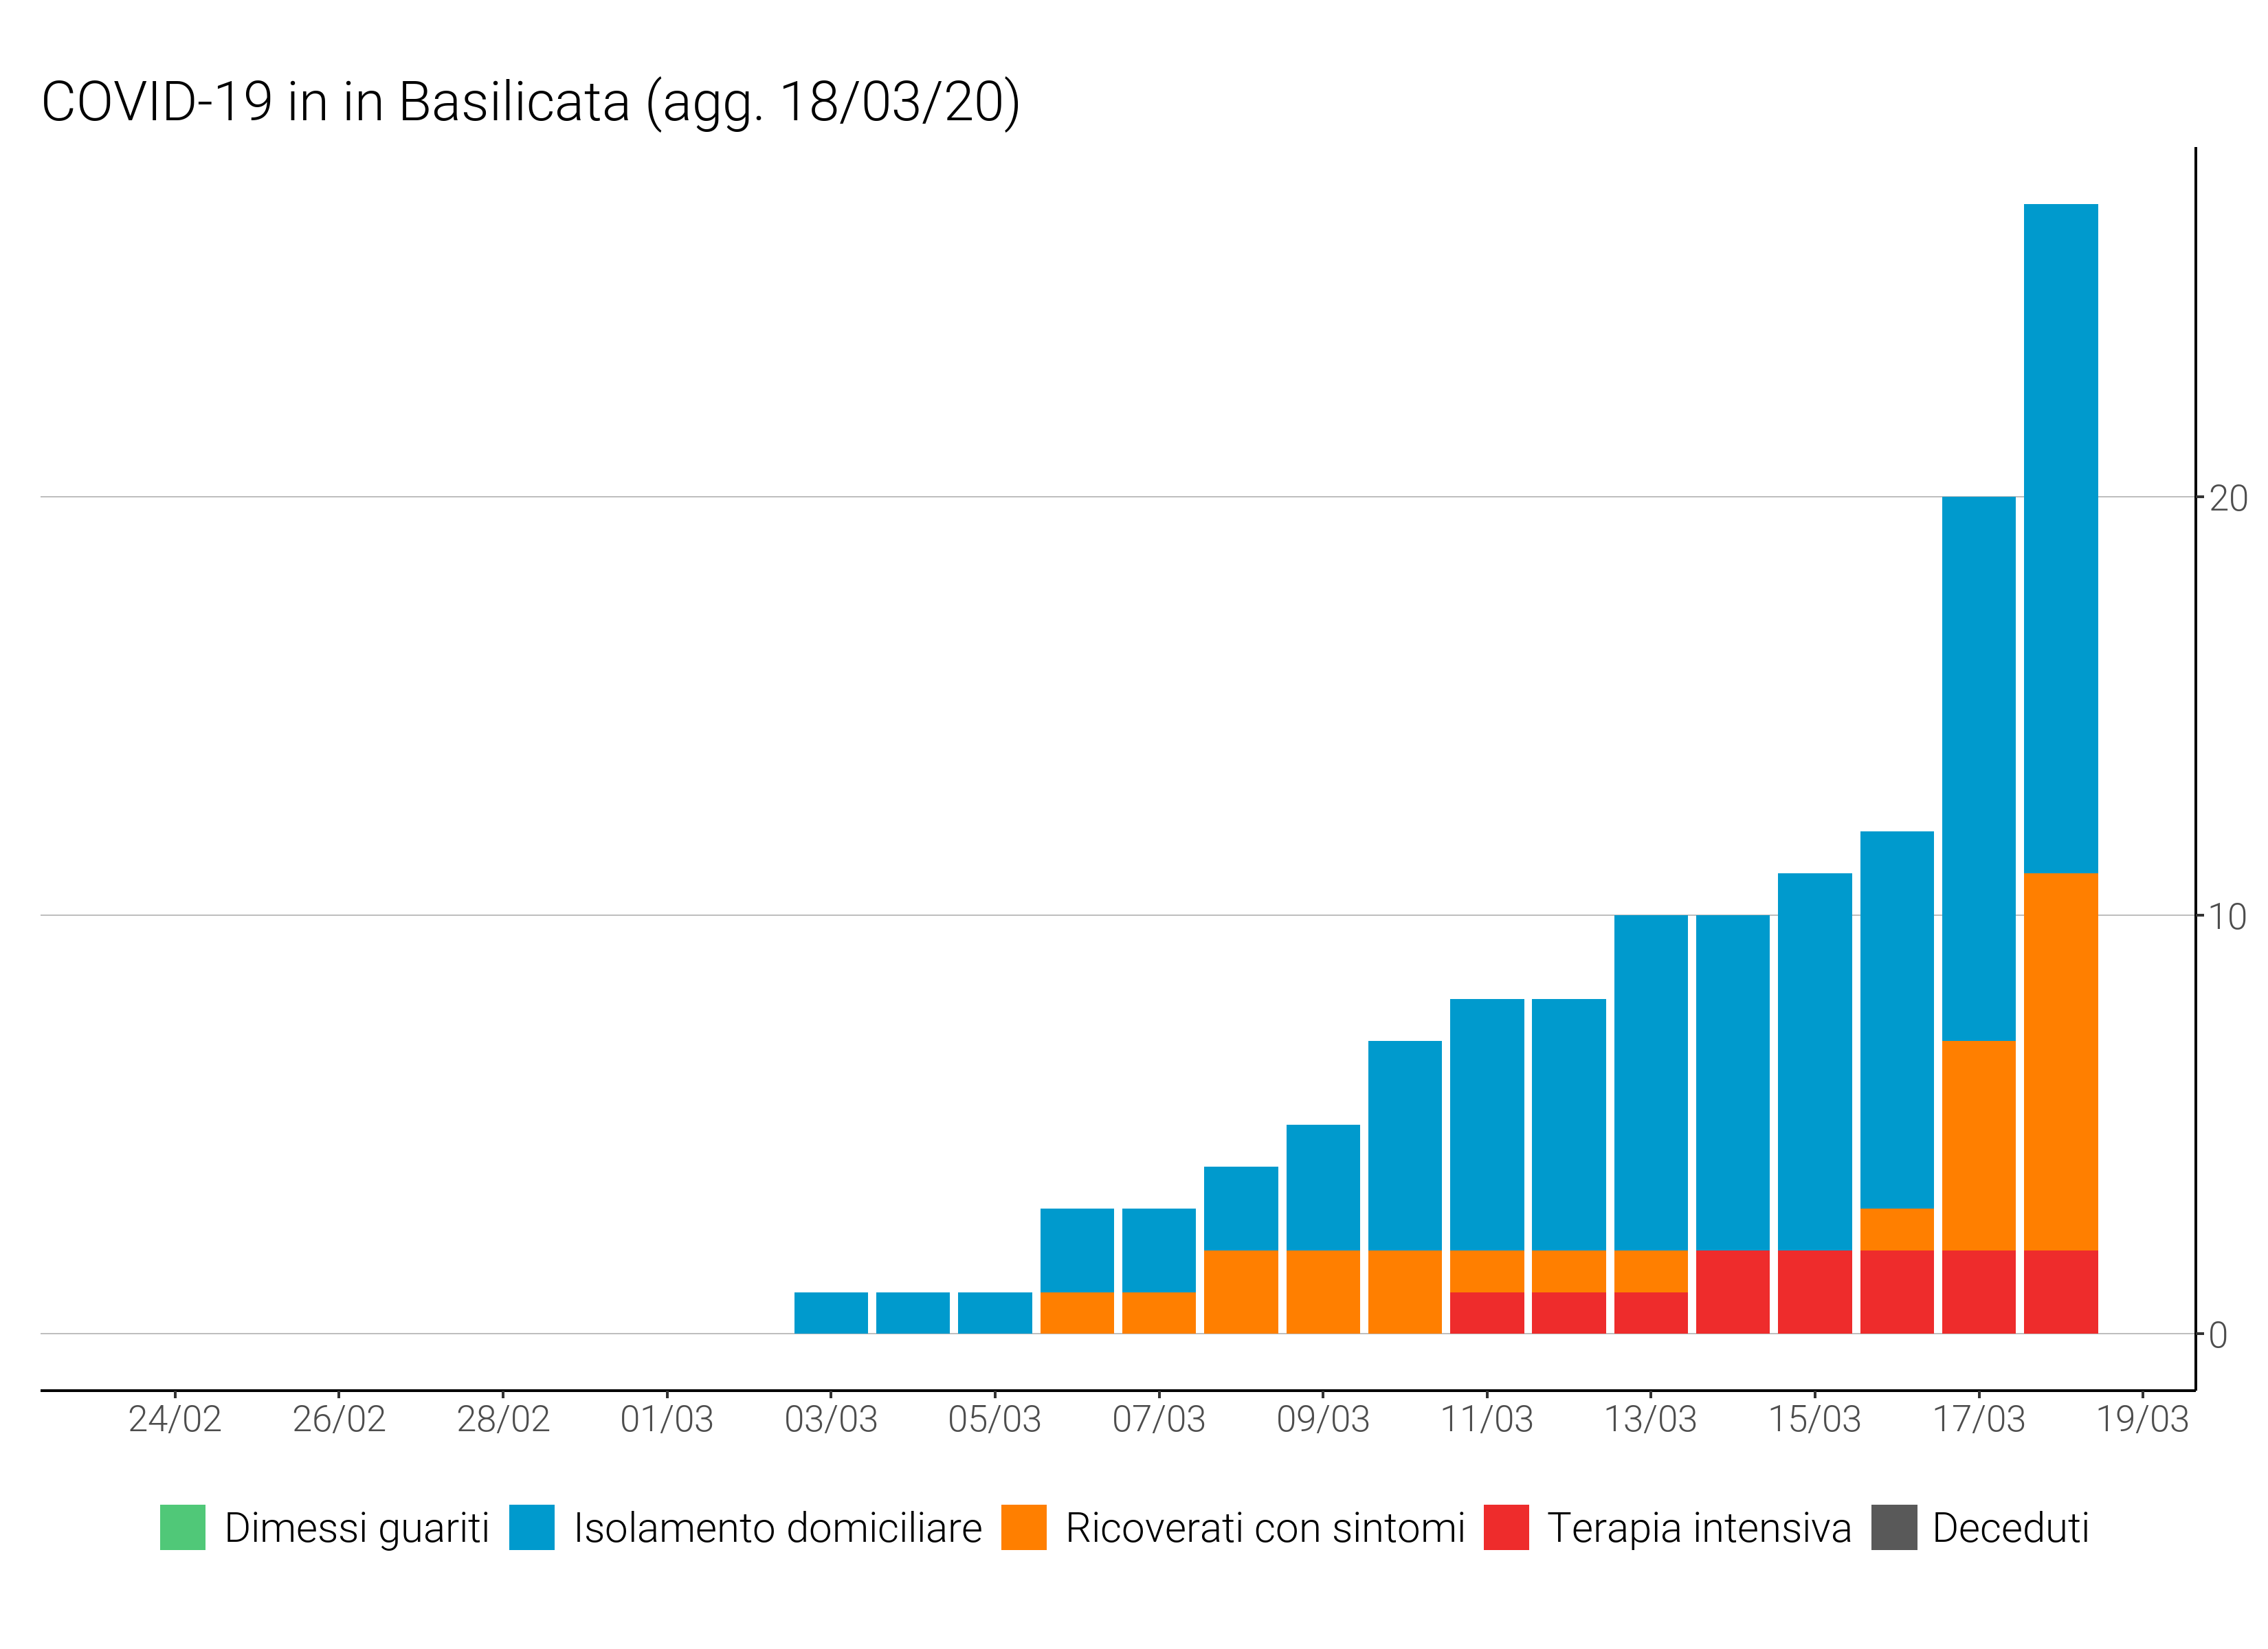 COVID-19 in in Basilicata (agg. 18/03/20)
20
10
0
24/02 26/02 28/02 01/03 03/03 05/03 07/03 09/03 11/03 13/03 15/03 17/03 19/03
Dimessi guariti Isolamento domiciliare Ricoverati con sintomi Terapia intensiva Deceduti